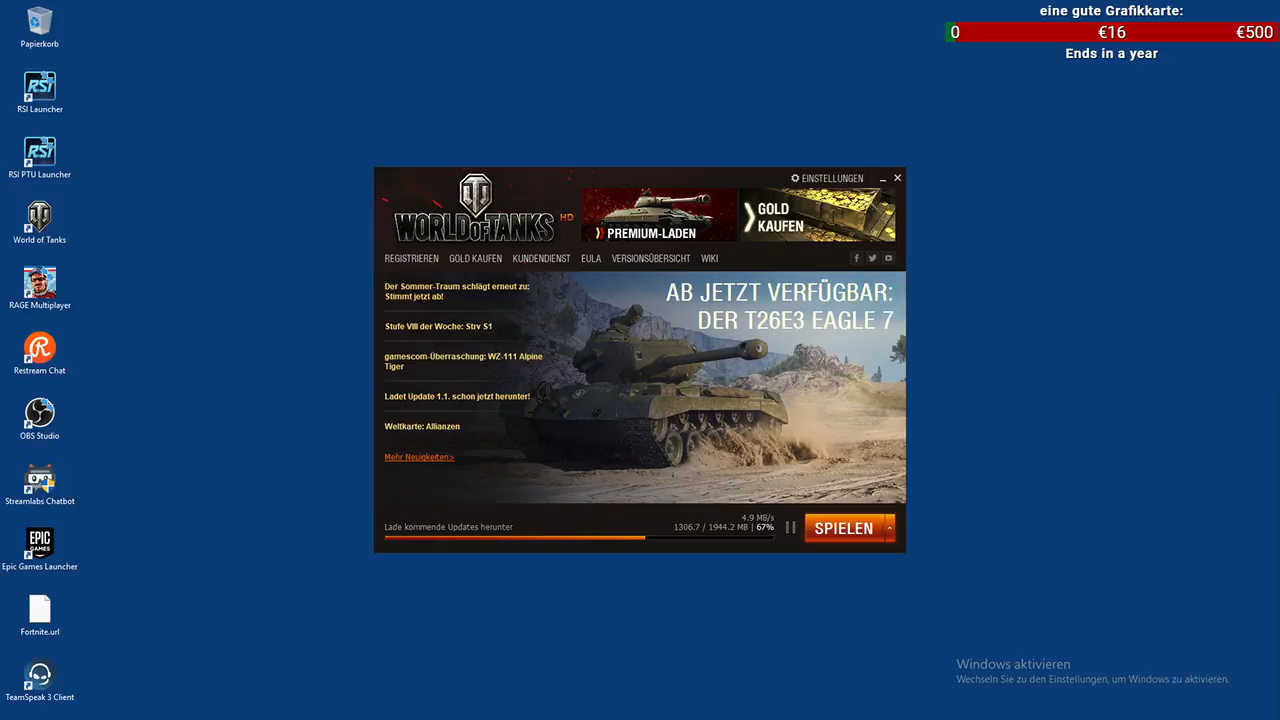 Papierkorb
RSI
RSI Launcher
RSI
RSI PTU Launcher
World of Tanks
RAGE Multiplayer
Restream Chat
OBS Studio
Streamlabs Chatbot
EPIC
GAMES
Epic Games Launcher
Fortnite.url
TeamSpeak 3 Client
eine gute Grafikkarte:
0 €16 €500
Ends in a year
EINSTELLUNGEN
WORLD OF TANKS HD
PREMIUM-LADEN
GOLD
KAUFEN
REGISTRIEREN GOLD KAUFEN KUNDENDIENST EULA VERSIONSÜBERSICHT WIKI
Der Sommer-Traum schlägt erneut zu:
Stimmt jetzt ab!
Stufe VIII der Woche: Strv S1
gamescom-Überraschung: WZ-111 Alpine
Tiger
Ladet Update 1.1. schon jetzt herunter!
Weltkarte: Allianzen
Mehr Neuigkeiten>
AB JETZT VERFÜGBAR:
DER T26E3 EAGLE 7
4.9 MB/s
Lade kommende Updates herunter 1306.7 / 1944.2 MB | 67%
SPIELEN
Windows aktivieren
Wechseln Sie zu den Einstellungen, um Windows zu aktivieren.